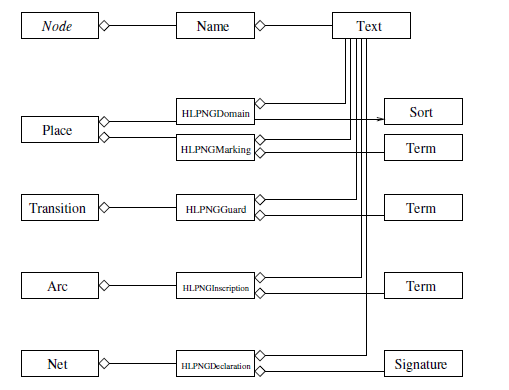 Node Name Text
HLPNGDomain Sort
Place
HLPNGMarking Term
Transition HLPNGGuard Term
Arc HLPNGInscription Term
Net HLPNGDeclaration Signature